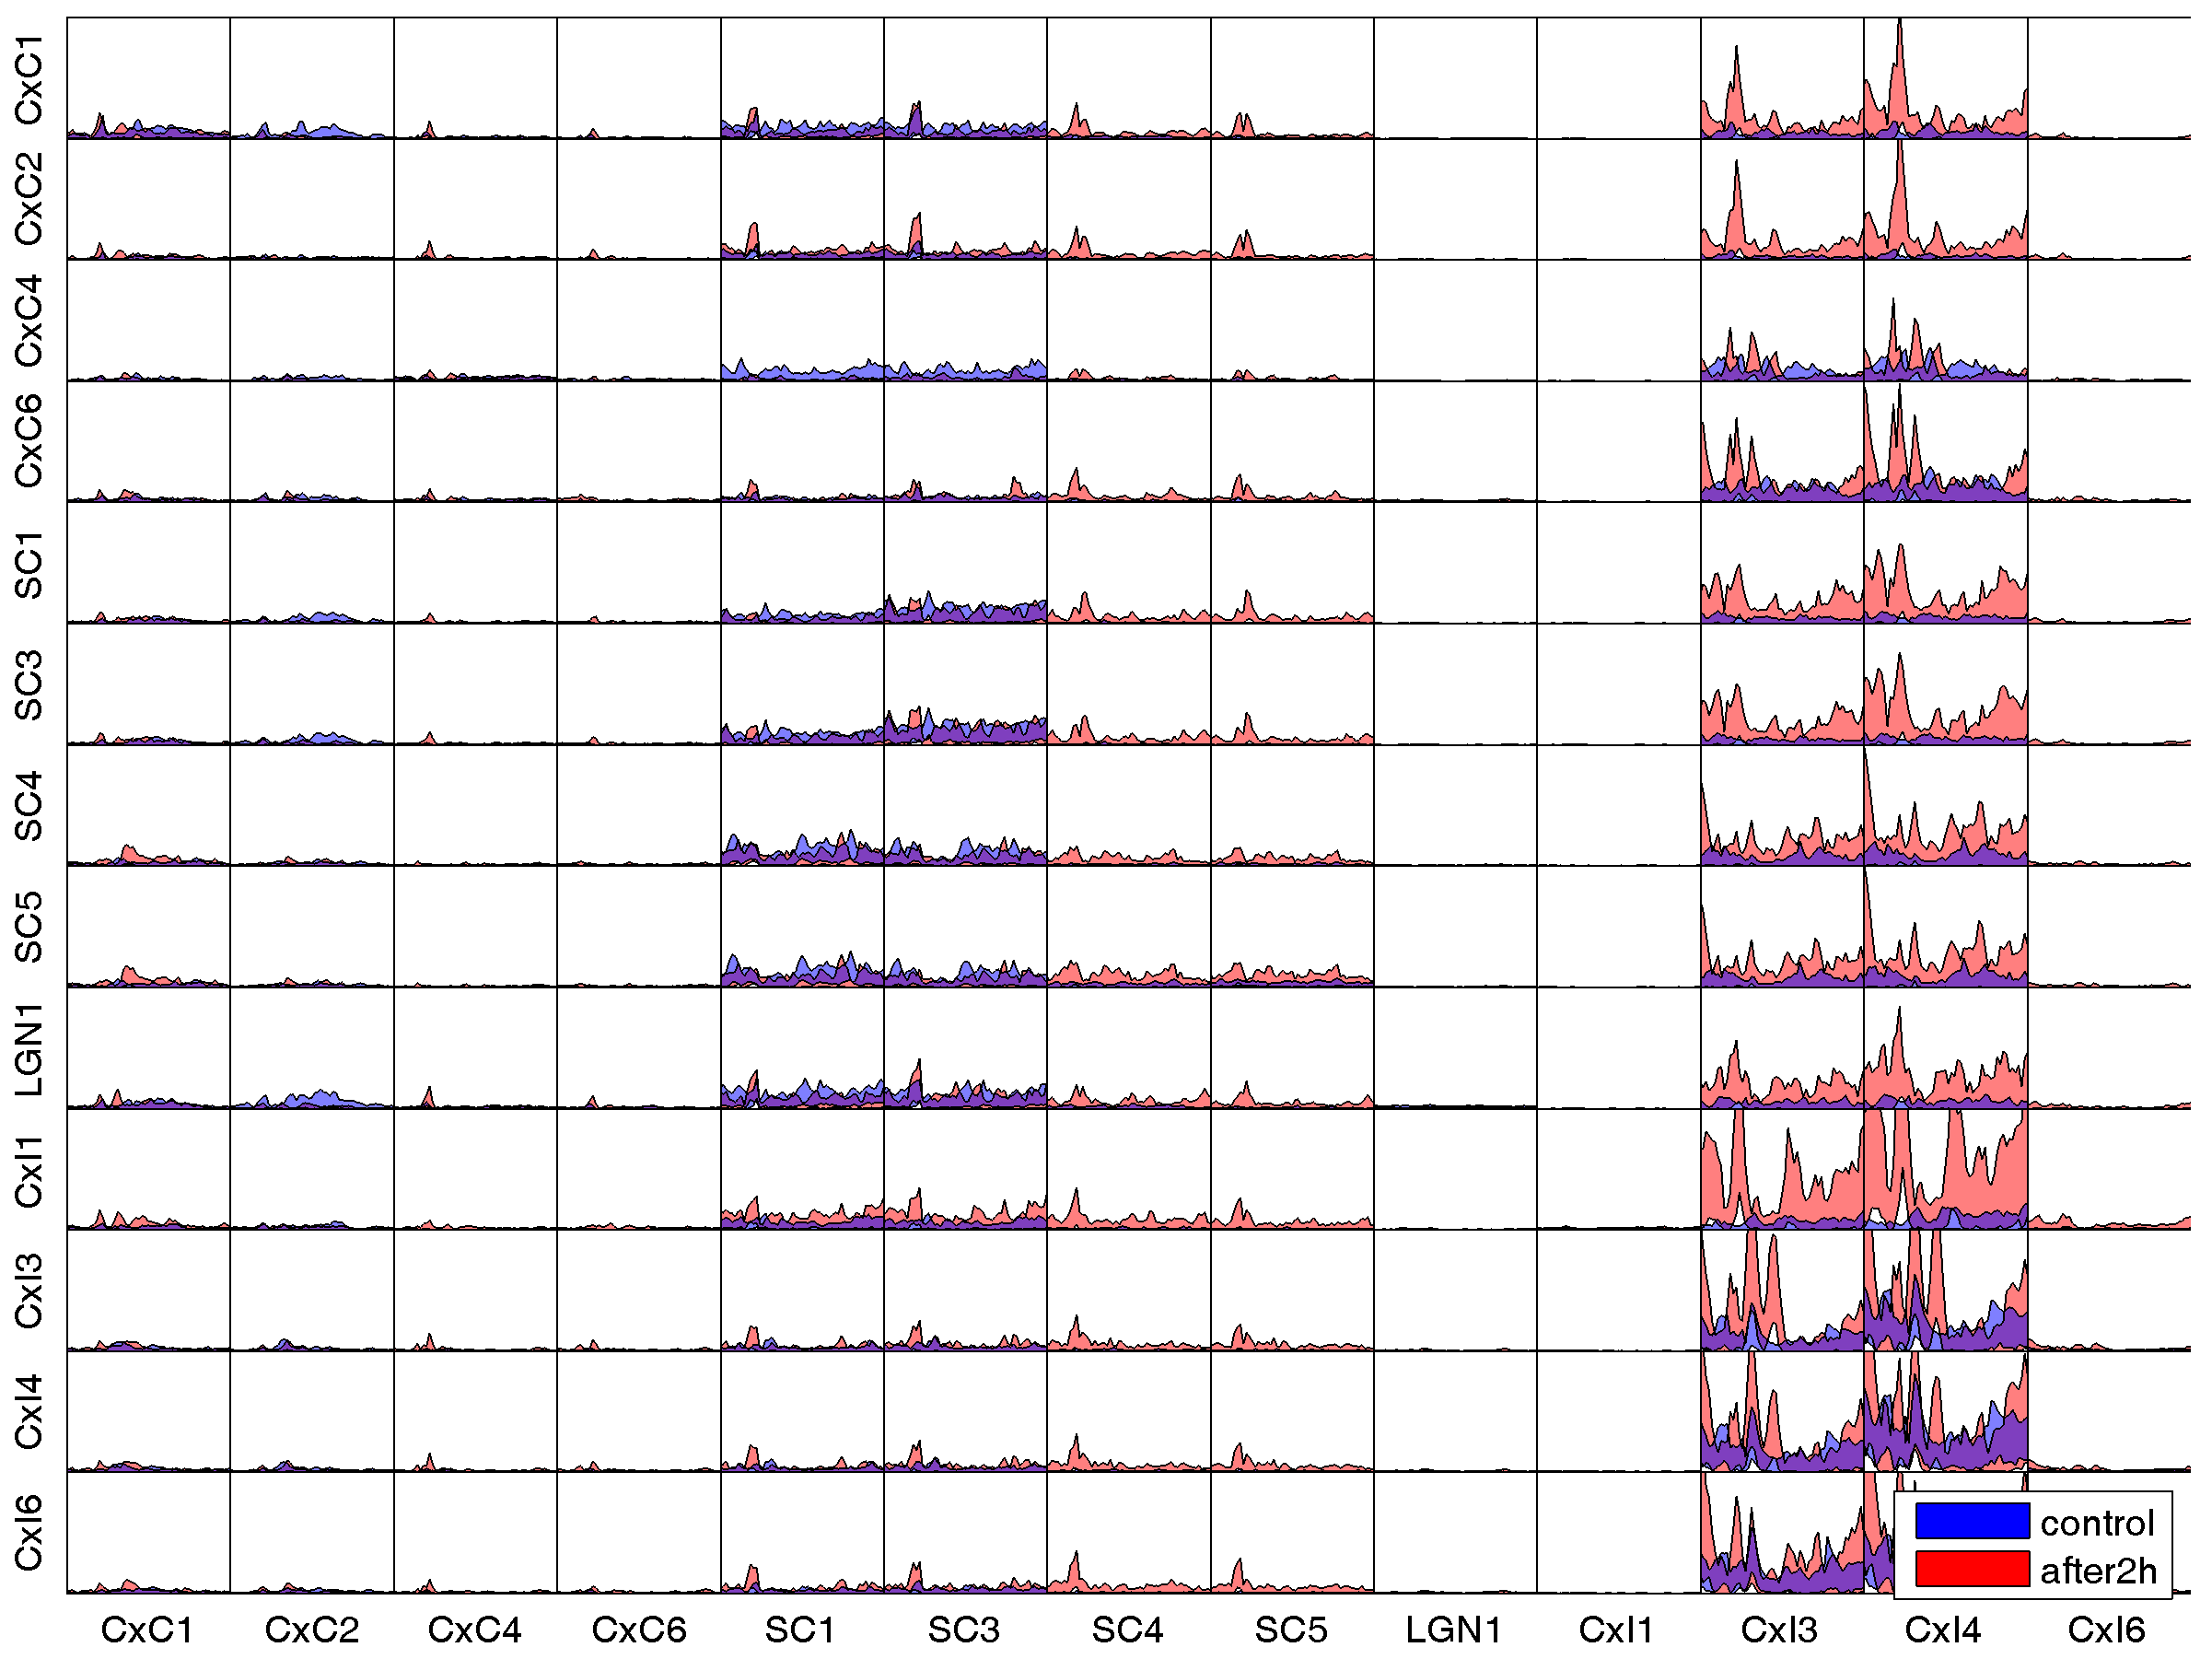 CxC1
CxC2
CxC4
CxC6
SC1
SC3
SC4
SC5
LGN1
CxI1
CxI3
CxI4
CxI6
control
after2h
CxC1 CxC2 CxC4 CxC6 SC1 SC3 SC4 SC5 LGN1 CxI1 CxI3 CxI4 CxI6